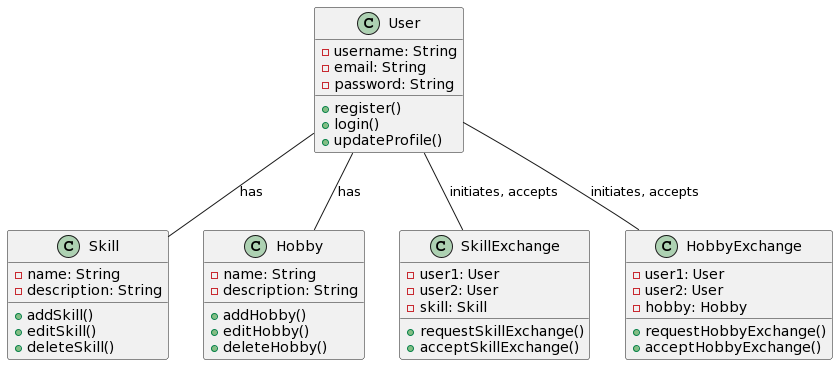 C User
username: String
email: String
password: String
register()
login()
updateProfile()
has
has
initiates, accepts
initiates, accepts
C Skill
name: String
description: String
addSkill()
editSkill()
deleteSkill()
C Hobby
name: String
description: String
addHobby()
editHobby()
deleteHobby()
C SkillExchange
user1: User
user2: User
skill: Skill
requestSkillExchange()
acceptSkillExchange()
C HobbyExchange
user1: User
user2: User
hobby: Hobby
requestHobbyExchange()
acceptHobbyExchange()